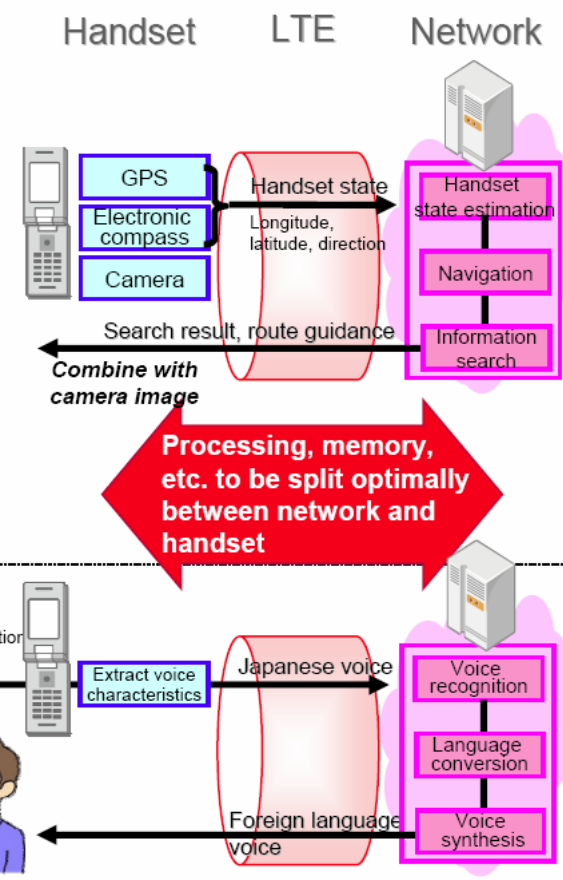 Handset LTE Network
GPS
Electronic
compass
Camera
Handset state
Longitude,
latitude, direction
Handset
state estimation
Navigation
Information
search
Search result, route guidance
Combine with
camera image
Processing, memory,
etc. to be split optimally
between network and
handset
tion
Extract voice
characteristics
Japanese voice
Voice
recognition
Language
conversion
Voice
synthesis
Foreign language
voice